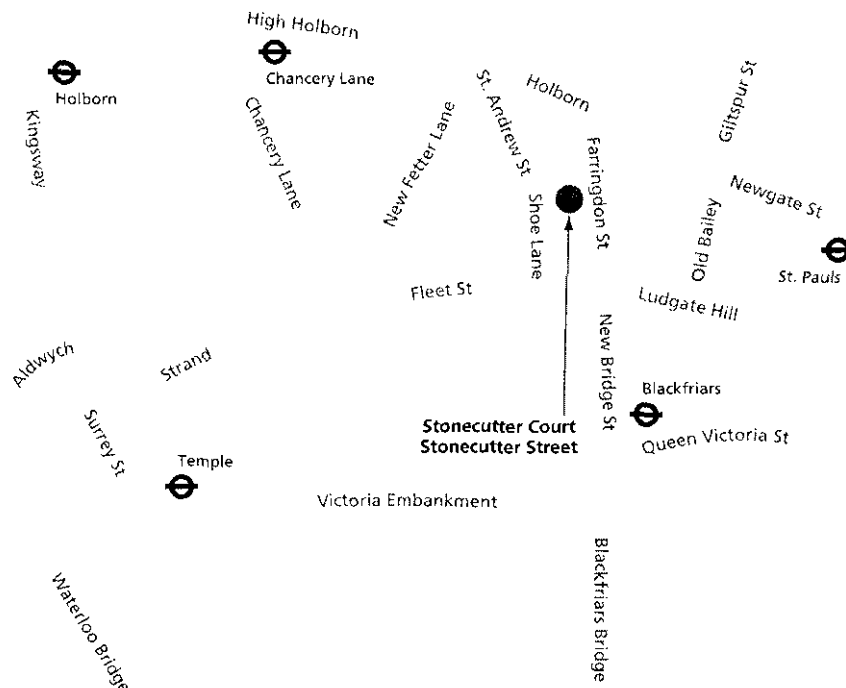 High Holborn
Chancery Lane
Holborn
Kingsway
Chancery Lane
New Fetter Lane
St. Andrew St
Holborn
Shoe Lane
Farringdon St
Giltspur St
Newgate St
Old Bailey
St. Pauls
Fleet St
Ludgate Hill
New Bridge St
Aldwych
Strand
Blackfriars
Stonecutter Court
Stonecutter Street
Queen Victoria St
Surrey St
Temple
Victoria Embankment
Blackfriars Bridge
Waterloo Bridge